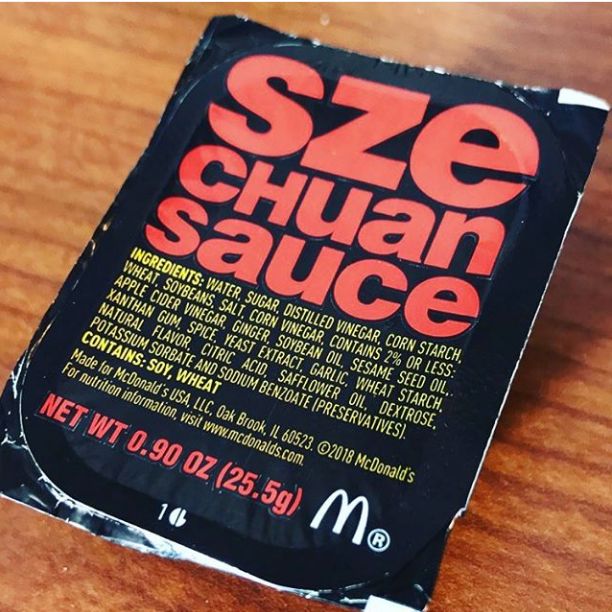 sze
CHuan
sauce
INGREDIENTS: WATER, SUGAR, DISTILLED VINEGAR, CORN STARCH,
WHEAT, SOYBEANS, SALT, CORN VINEGAR, CONTAINS 2% OR LESS:
APPLE CIDER VINEGAR, GINGER, SOYBEAN OIL, SESAME SEED OIL,
XANTHAN GUM, SPICE, YEAST EXTRACT, GARLIC, WHEAT STARCH,
NATURAL FLAVOR, CITRIC ACID, SAFFLOWER OIL, DEXTROSE,
POTASSIUM SORBATE AND SODIUM BENZOATE (PRESERVATIVES).
CONTAINS: SOY, WHEAT
Made for McDonald's USA, LLC, Oak Brook, IL 60523 ©2018 McDonald's
For nutrition information, visit www.mcdonalds.com.
NET WT 0.90 OZ (25.5g)
M®
1